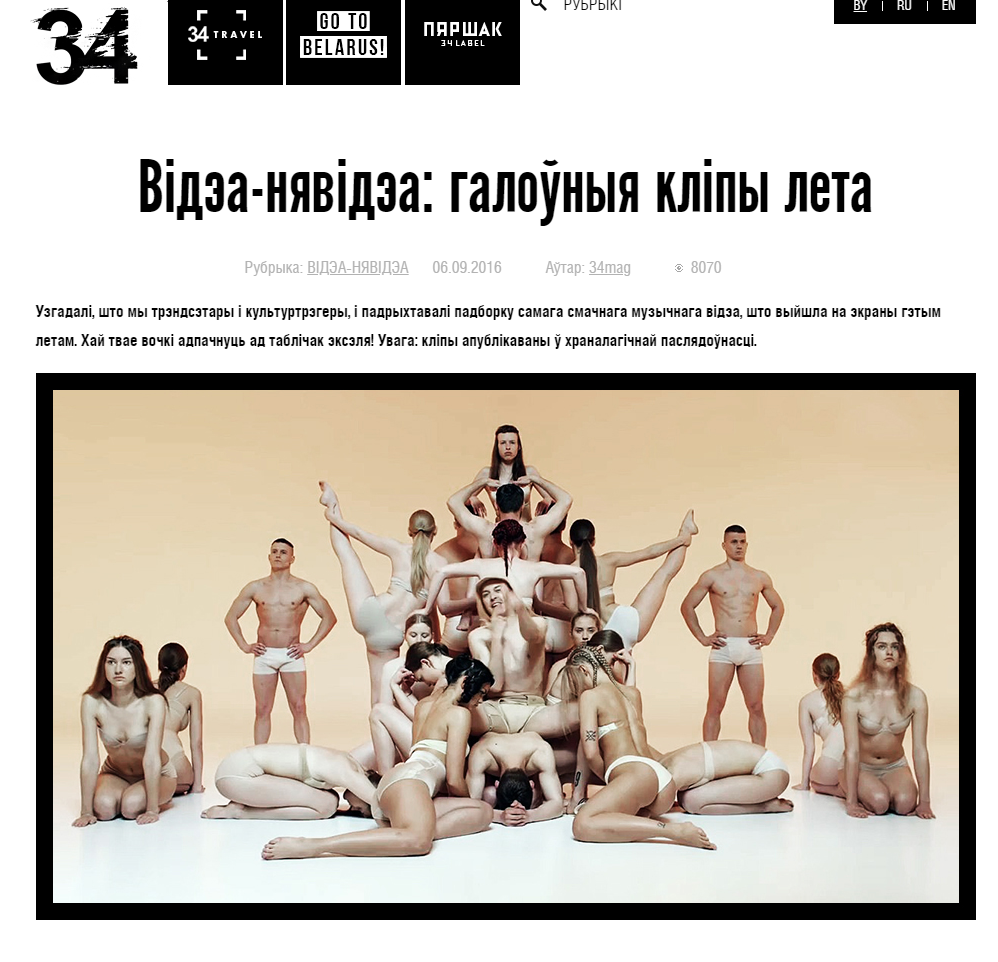 34
34 TRAVEL
GO TO
BELARUS!
ПЯРШАК
34 LABEL
РУБРЫКІ
BY | RU | EN
Відэа-нявідэа: галоўныя кліпы лета
Рубрыка: ВІДЭА-НЯВІДЭА 06.09.2016 Аўтар: 34mag 8070
Узгадалі, што мы трэндсэтары і культуртрэгеры, і падрыхтавалі падборку самага смачнага музычнага відэа, што выйшла на экраны гэтым
летам. Хай твае вочкі адпачнуць ад таблічак эксэля! Увага: кліпы апублікаваны ў храналагічнай паслядоўнасці.